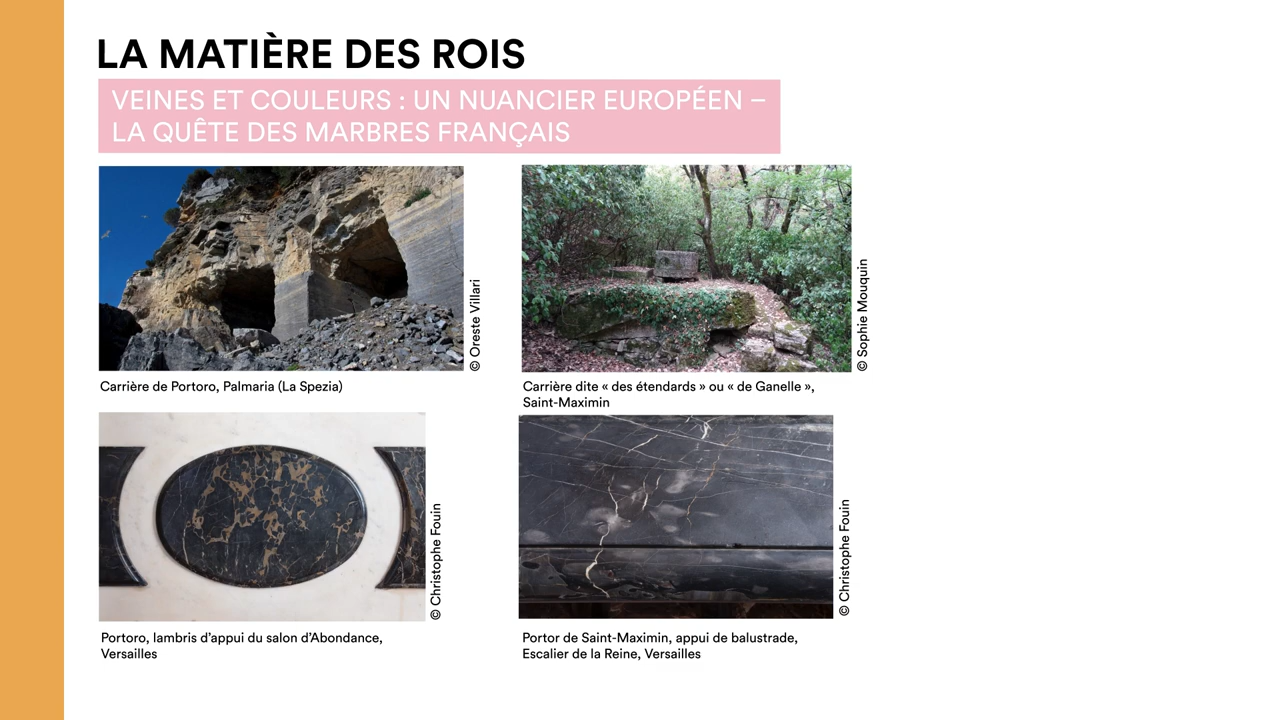 LA MATIÈRE DES ROIS
VEINES ET COULEURS : UN NUANCIER EUROPÉEN –
LA QUÊTE DES MARBRES FRANÇAIS
© Oreste Villari
Carrière de Portoro, Palmaria (La Spezia)
© Sophie Mouquin
Carrière dite « des étendards » ou « de Ganelle »,
Saint-Maximin
© Christophe Fouin
Portoro, lambris d’appui du salon d’Abondance,
Versailles
© Christophe Fouin
Portor de Saint-Maximin, appui de balustrade,
Escalier de la Reine, Versailles